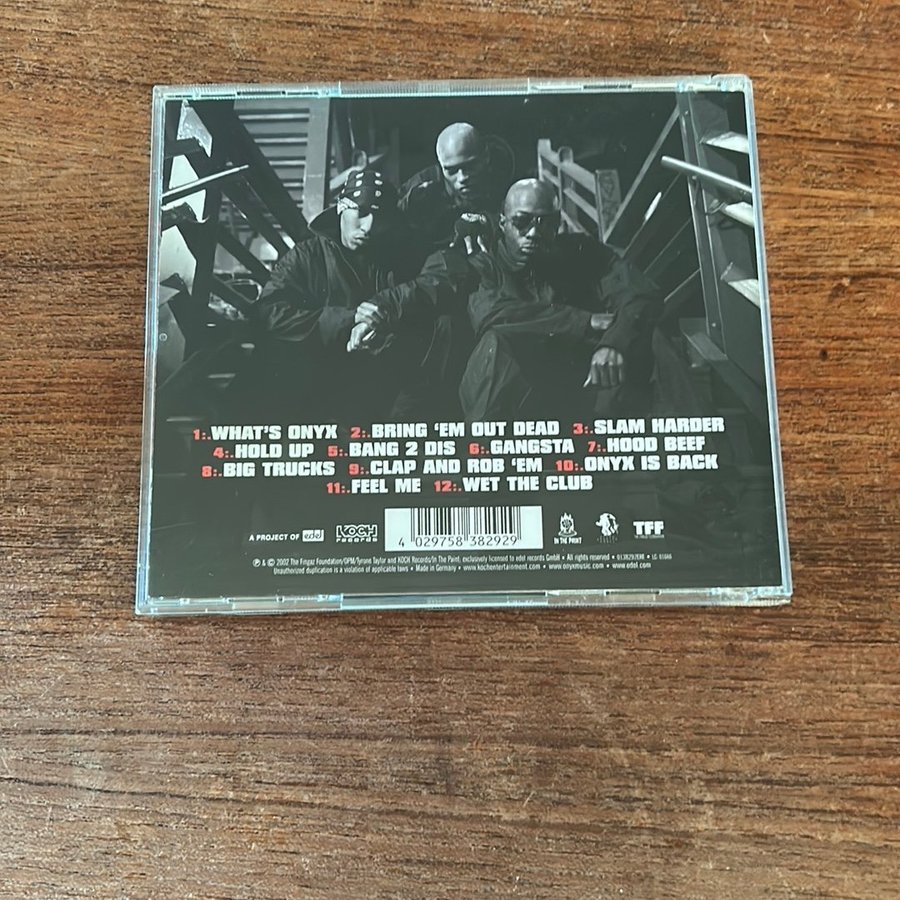 1:.WHAT'S ONYX 2:.BRING 'EM OUT DEAD 3:.SLAM HARDER
4:.HOLD UP 5:.BANG 2 DIS 6:.GANGSTA 7:.HOOD BEEF
8:.BIG TRUCKS 9:.CLAP AND ROB 'EM 10:.ONYX IS BACK
11:.FEEL ME 12:.WET THE CLUB
A PROJECT OF edel KOCH records 4 029758 382929 IN THE PAINT TFF
℗ & © 2002 The Fingaz Foundation/OPM/Tyrone Taylor and KOCH Records/In The Paint; exclusively licensed to edel records GmbH • All rights reserved
Unauthorized duplication is a violation of applicable laws • Made in Germany • www.kochentertainment.com • www.onyxmusic.com • www.edel.com